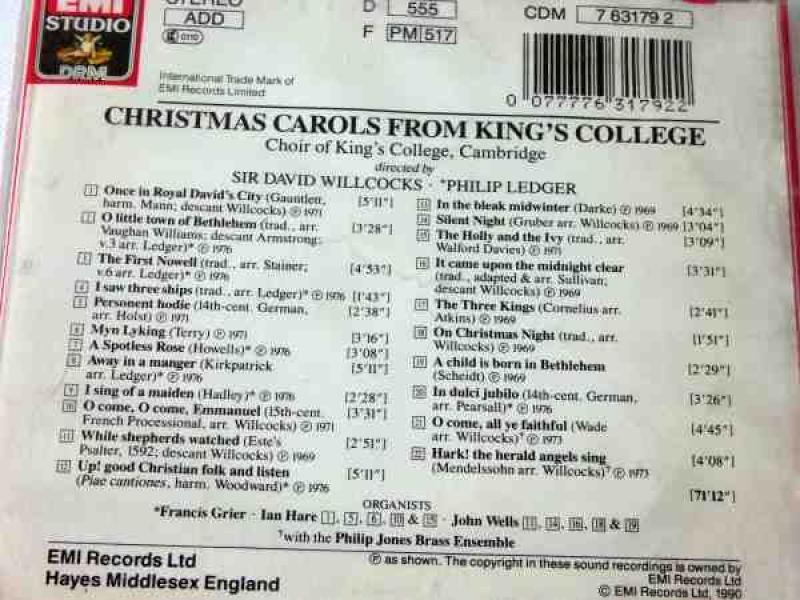 EMI
STUDIO
DRM
STEREO
ADD
D 555
F PM 517
CDM 7 63179 2
0 077776 317922
International Trade Mark of
EMI Records Limited
CHRISTMAS CAROLS FROM KING'S COLLEGE
Choir of King's College, Cambridge
directed by
SIR DAVID WILLCOCKS · *PHILIP LEDGER
1 Once in Royal David's City (Gauntlett,
harm. Mann; descant Willcocks) ℗ 1971 [5'11"]
2 O little town of Bethlehem (trad., arr.
Vaughan Williams; descant Armstrong; [3'28"]
v.3 arr. Ledger)* ℗ 1976
3 The First Nowell (trad., arr. Stainer;
v.6 arr. Ledger)* ℗ 1976 [4'53"]
4 I saw three ships (trad., arr. Ledger)* ℗ 1976 [1'43"]
5 Personent hodie (14th-cent. German, [2'38"]
arr. Holst) ℗ 1971
6 Myn Lyking (Terry) ℗ 1971 [3'16"]
7 A Spotless Rose (Howells)* ℗ 1976 [3'08"]
8 Away in a manger (Kirkpatrick [5'11"]
arr. Ledger)* ℗ 1976
9 I sing of a maiden (Hadley)* ℗ 1976 [2'28"]
10 O come, O come, Emmanuel (15th-cent. [3'31"]
French Processional, arr. Willcocks) ℗ 1971
11 While shepherds watched (Este's [2'51"]
Psalter, 1592; descant Willcocks) ℗ 1969
12 Up! good Christian folk and listen [5'11"]
(Piae cantiones, harm. Woodward)* ℗ 1976
13 In the bleak midwinter (Darke) ℗ 1969 [4'34"]
14 Silent Night (Gruber arr. Willcocks) ℗ 1969 [3'04"]
15 The Holly and the Ivy (trad., arr. [3'09"]
Walford Davies) ℗ 1971
16 It came upon the midnight clear [3'31"]
(trad., adapted & arr. Sullivan;
descant Willcocks) ℗ 1969
17 The Three Kings (Cornelius arr. [2'41"]
Atkins) ℗ 1969
18 On Christmas Night (trad., arr. [1'51"]
Willcocks) ℗ 1969
19 A child is born in Bethlehem [2'29"]
(Scheidt) ℗ 1969
20 In dulci jubilo (14th-cent. German, [3'26"]
arr. Pearsall)* ℗ 1976
21 O come, all ye faithful (Wade [4'45"]
arr. Willcocks)† ℗ 1973
22 Hark! the herald angels sing [4'08"]
(Mendelssohn arr. Willcocks)† ℗ 1973
[71'12"]
ORGANISTS
*Francis Grier · Ian Hare 1, 5, 6, 10 & 15 · John Wells 11, 14, 16, 18 & 19
†with the Philip Jones Brass Ensemble
EMI Records Ltd
Hayes Middlesex England
℗ as shown. The copyright in these sound recordings is owned by
EMI Records Ltd
© EMI Records Ltd, 1990